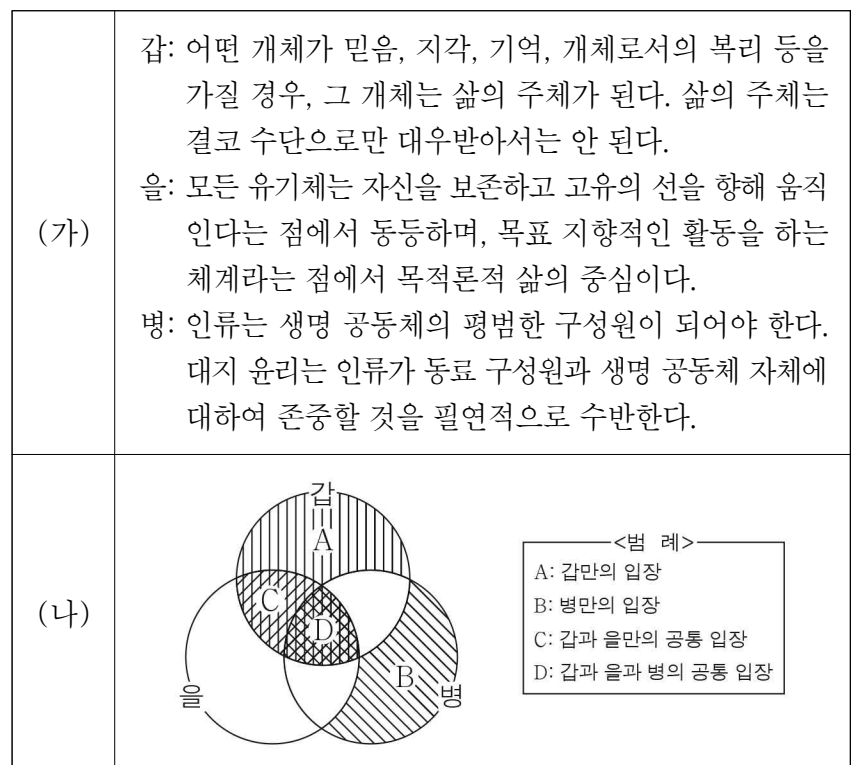 (가)
갑: 어떤 개체가 믿음, 지각, 기억, 개체로서의 복리 등을
가질 경우, 그 개체는 삶의 주체가 된다. 삶의 주체는
결코 수단으로만 대우받아서는 안 된다.
을: 모든 유기체는 자신을 보존하고 고유의 선을 향해 움직
인다는 점에서 동등하며, 목표 지향적인 활동을 하는
체계라는 점에서 목적론적 삶의 중심이다.
병: 인류는 생명 공동체의 평범한 구성원이 되어야 한다.
대지 윤리는 인류가 동료 구성원과 생명 공동체 자체에
대하여 존중할 것을 필연적으로 수반한다.
(나)
갑
A
C
D
B
을
병
<범 례>
A: 갑만의 입장
B: 병만의 입장
C: 갑과 을만의 공통 입장
D: 갑과 을과 병의 공통 입장